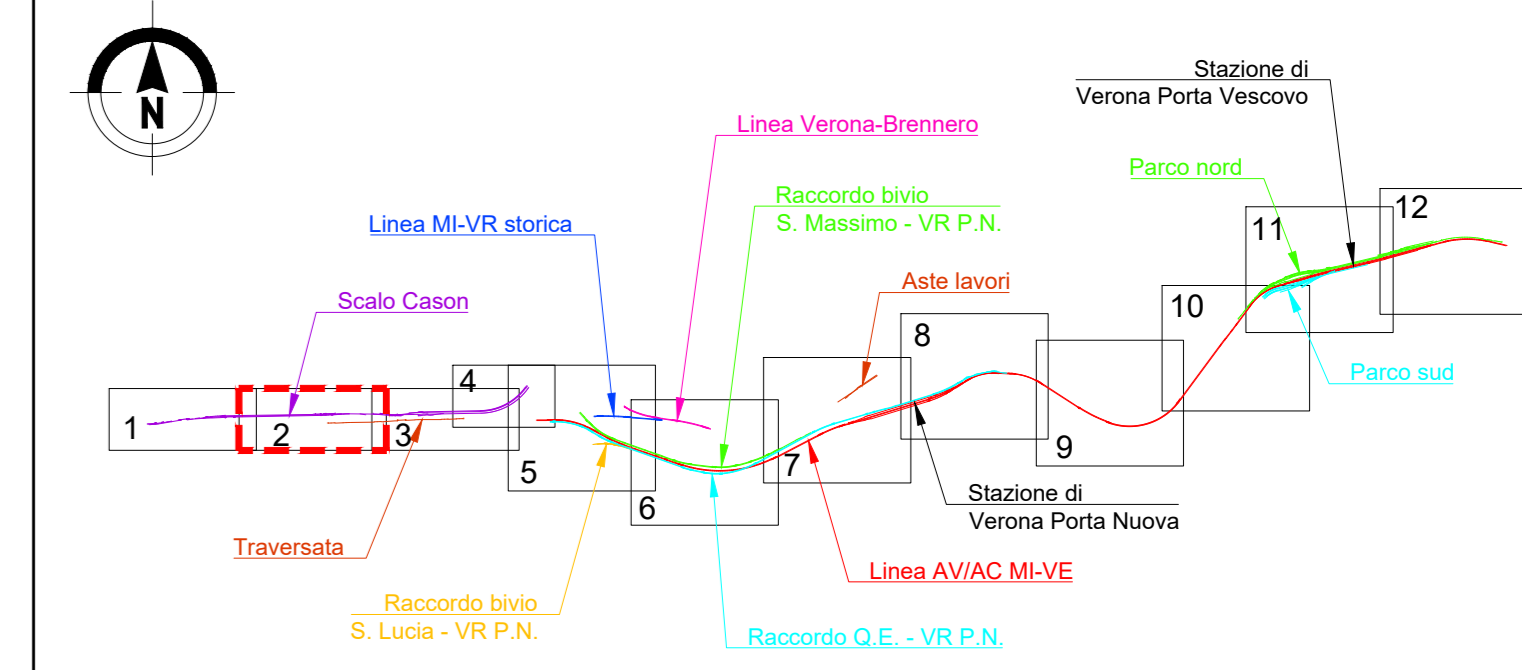 N
Stazione di
Verona Porta Vescovo
Linea Verona-Brennero
Parco nord
Raccordo bivio
S. Massimo - VR P.N.
Linea MI-VR storica
12
11
Aste lavori
Scalo Cason
10
8
Parco sud
4
1
2
3
9
7
5
6
Stazione di
Verona Porta Nuova
Traversata
Linea AV/AC MI-VE
Raccordo bivio
S. Lucia - VR P.N.
Raccordo Q.E. - VR P.N.